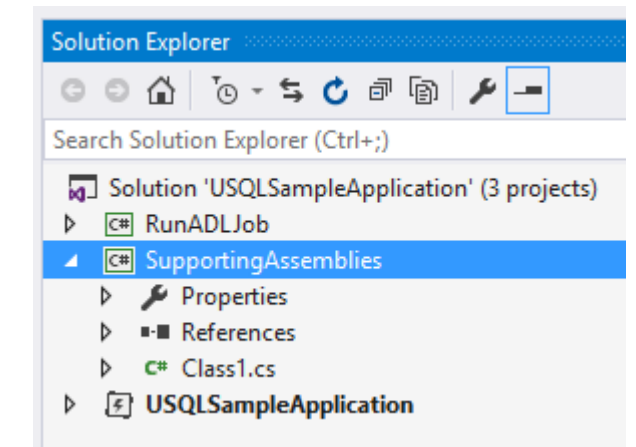 Solution Explorer
Search Solution Explorer (Ctrl+;)
Solution 'USQLSampleApplication' (3 projects)
C# RunADLJob
C# SupportingAssemblies
Properties
References
C# Class1.cs
USQLSampleApplication